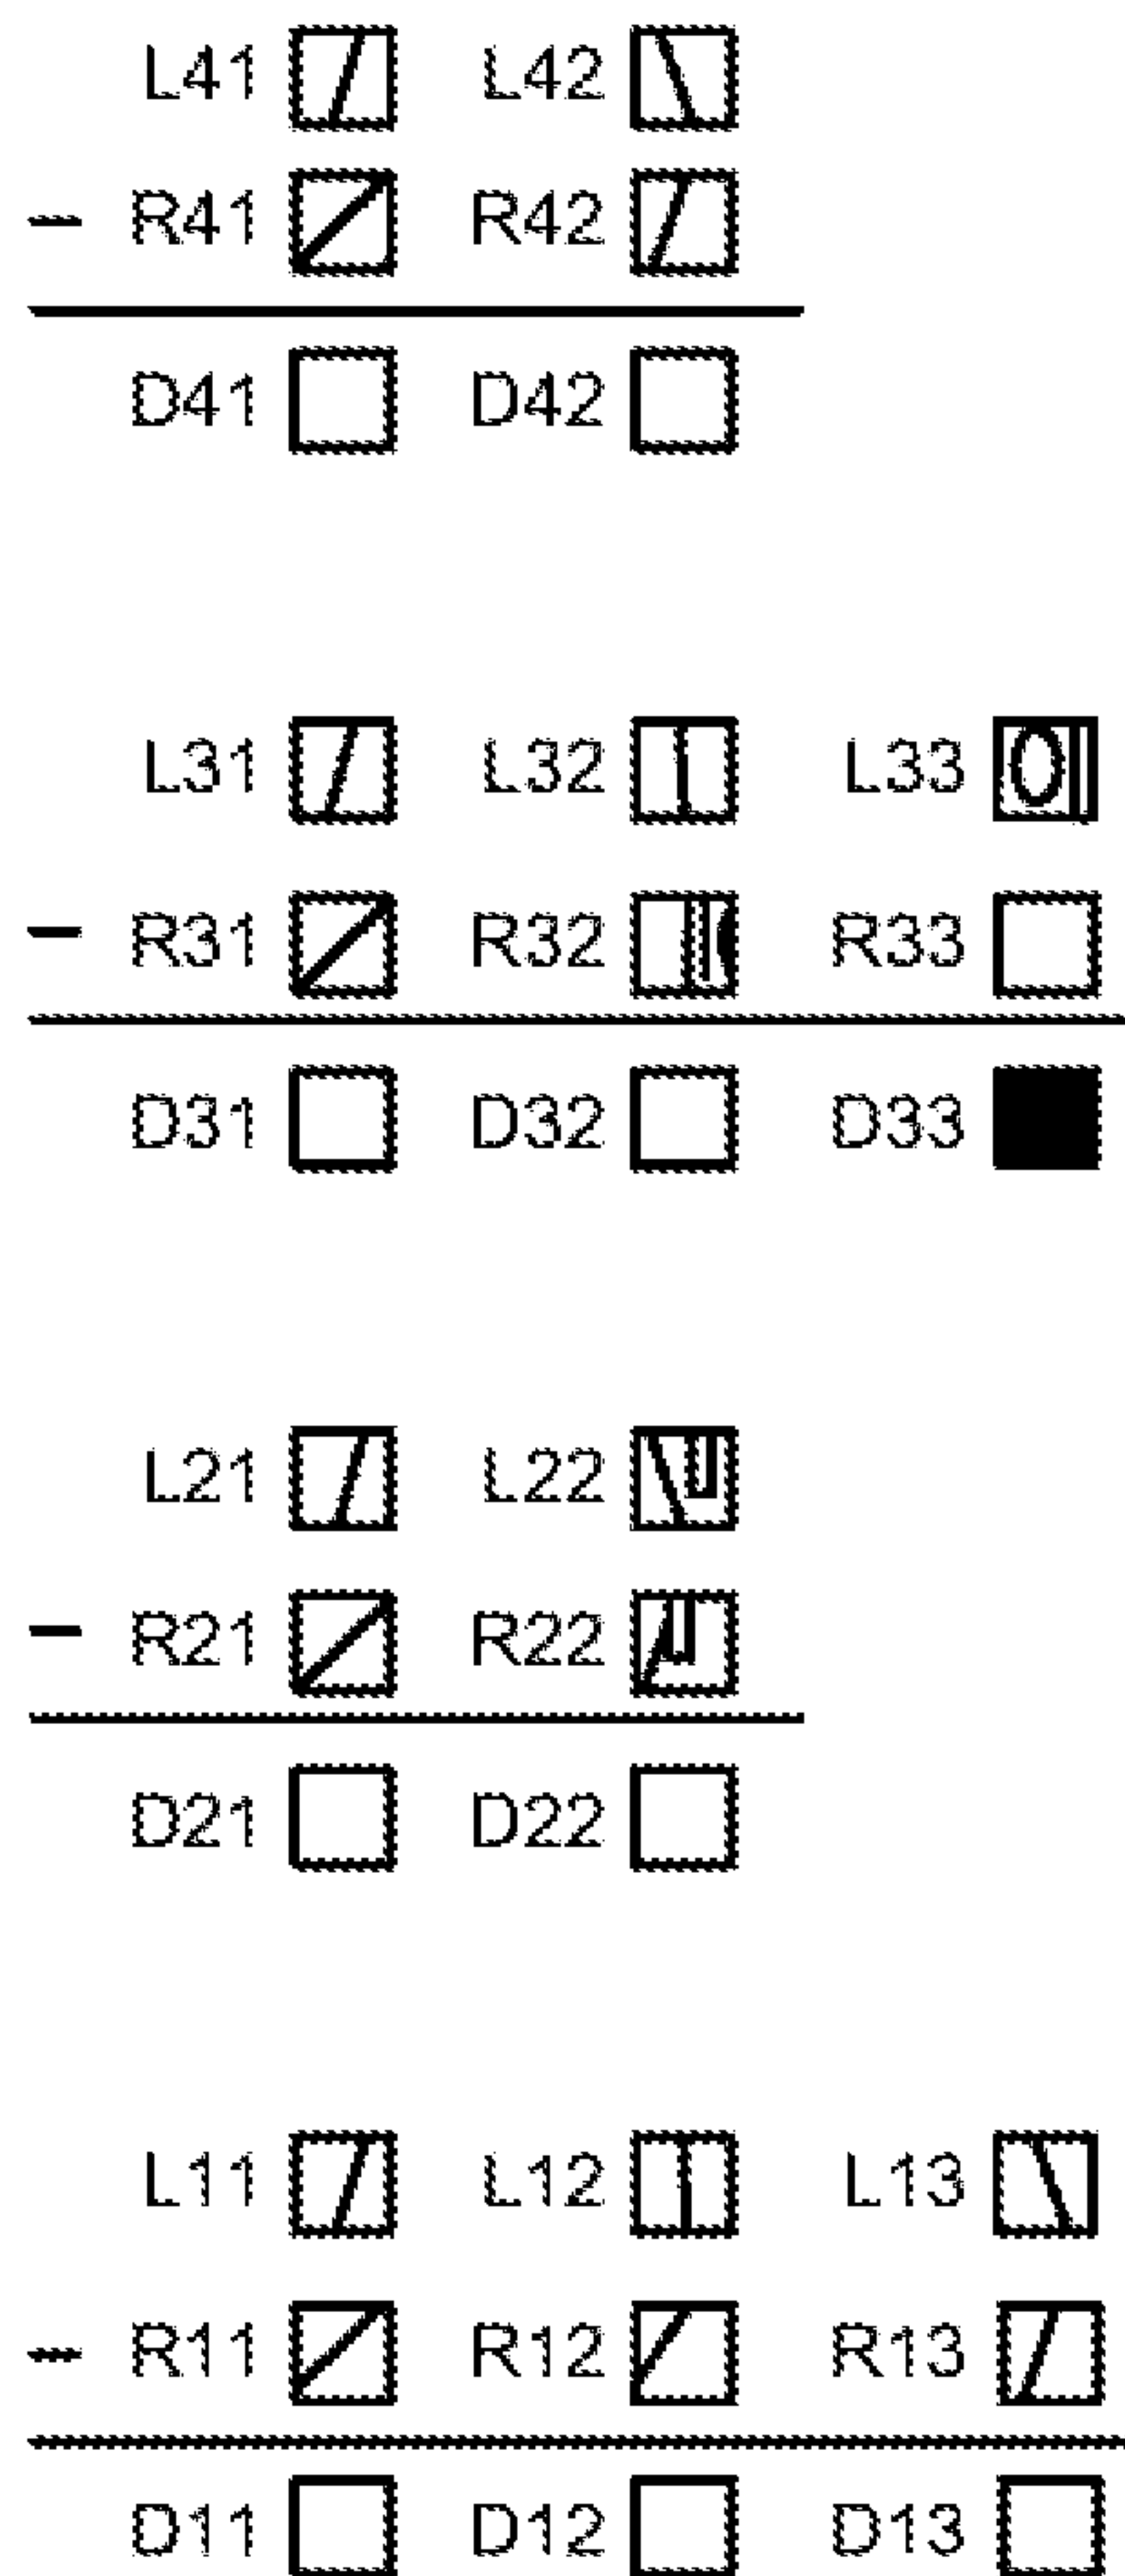 L41 L42
- R41 R42
D41 D42
L31 L32 L33
- R31 R32 R33
D31 D32 D33
L21 L22
- R21 R22
D21 D22
L11 L12 L13
- R11 R12 R13
D11 D12 D13